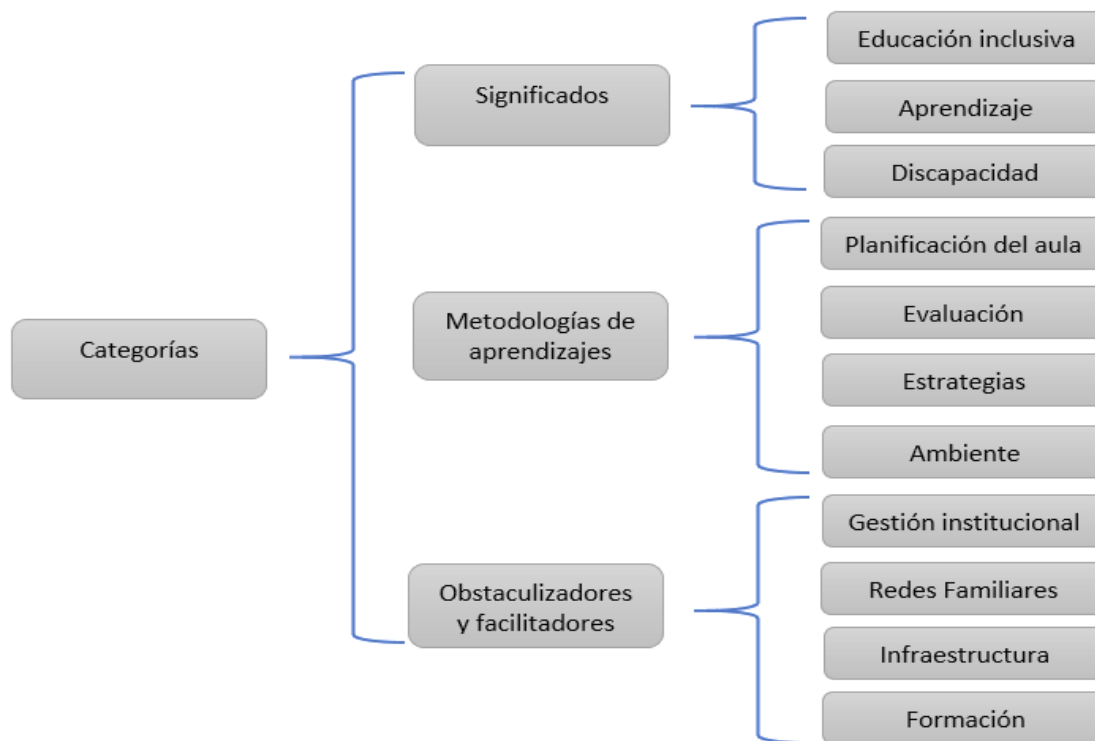 Categorías
Significados
Educación inclusiva
Aprendizaje
Discapacidad
Metodologías de
aprendizajes
Planificación del aula
Evaluación
Estrategias
Ambiente
Obstaculizadores
y facilitadores
Gestión institucional
Redes Familiares
Infraestructura
Formación